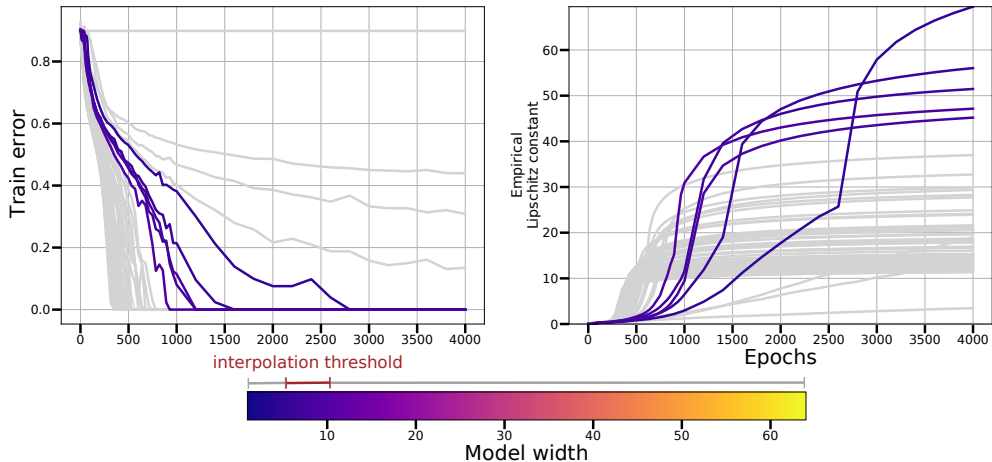 Train error
0.8
0.6
0.4
0.2
0.0
0 500 1000 1500 2000 2500 3000 3500 4000
Empirical
Lipschitz constant
60
50
40
30
20
10
0
0 500 1000 1500 2000 2500 3000 3500 4000
Epochs
interpolation threshold
10 20 30 40 50 60
Model width